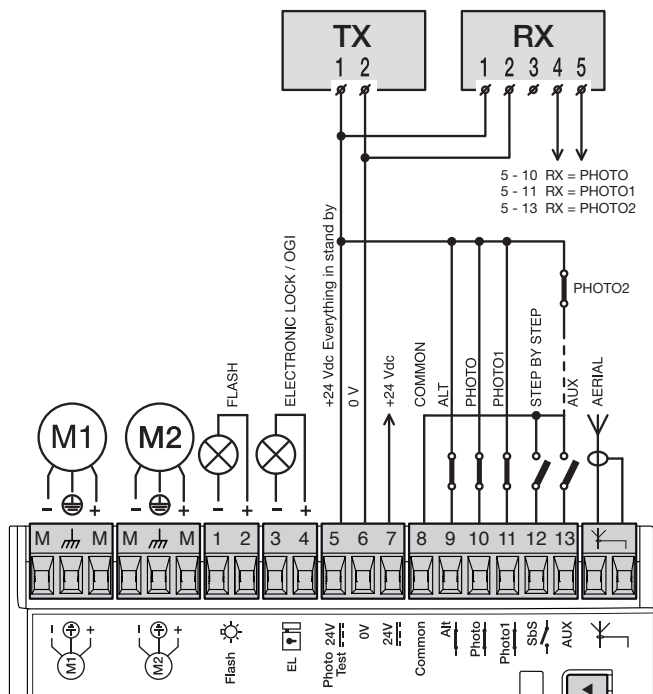 TX
1 2
RX
1 2 3 4 5
5 - 10 RX = PHOTO
5 - 11 RX = PHOTO1
5 - 13 RX = PHOTO2
PHOTO2
FLASH
ELECTRONIC LOCK / OGI
+24 Vdc Everything in stand by
0 V
+24 Vdc
COMMON
ALT
PHOTO
PHOTO1
STEP BY STEP
AUX
AERIAL
M1
M2
- +
- +
- +
- +
M M M M 1 2 3 4 5 6 7 8 9 10 11 12 13
- +
M1
- +
M2
Flash
EL
Photo 24V
Test
0V
24V
Common
Alt
Photo
Photo1
SbS
AUX